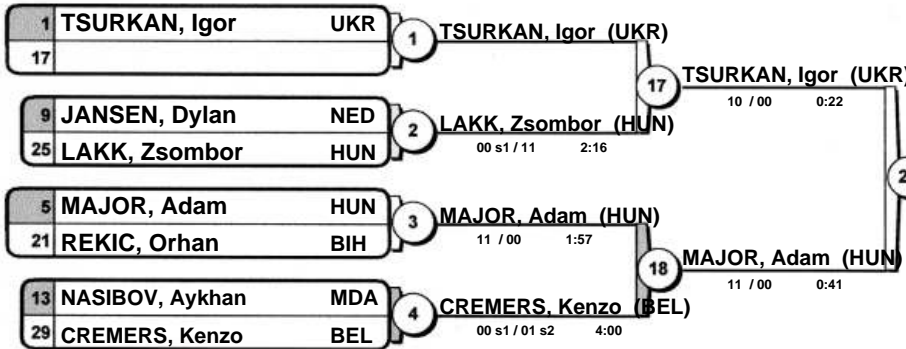 1 TSURKAN, Igor UKR
17
1
TSURKAN, Igor (UKR)
9 JANSEN, Dylan NED
25 LAKK, Zsombor HUN
2
LAKK, Zsombor (HUN)
00 s1 / 11 2:16
17
TSURKAN, Igor (UKR)
10 / 00 0:22
5 MAJOR, Adam HUN
21 REKIC, Orhan BIH
3
MAJOR, Adam (HUN)
11 / 00 1:57
13 NASIBOV, Aykhan MDA
29 CREMERS, Kenzo BEL
4
CREMERS, Kenzo (BEL)
00 s1 / 01 s2 4:00
18
MAJOR, Adam (HUN)
11 / 00 0:41